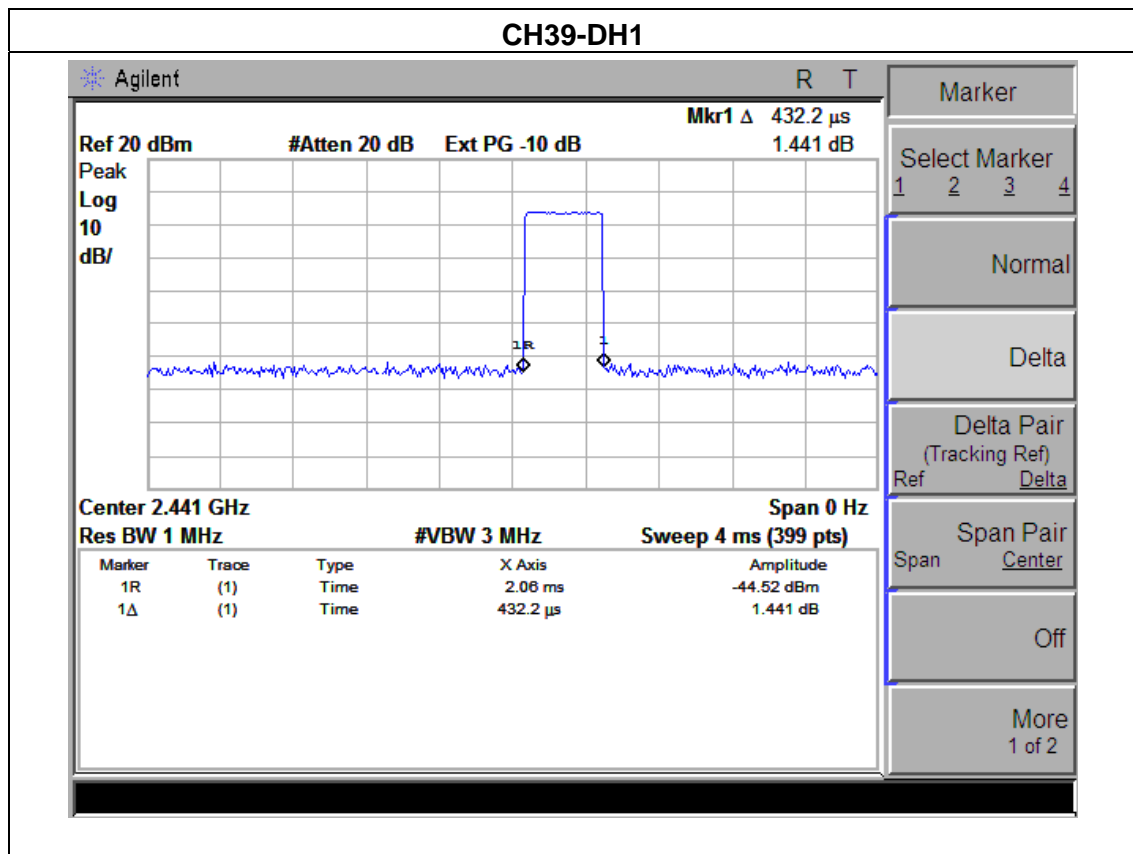 CH39-DH1
Agilent R T
Mkr1 Δ 432.2 µs
Ref 20 dBm #Atten 20 dB Ext PG -10 dB 1.441 dB
Peak
Log
10
dB/
1R
1
Center 2.441 GHz Span 0 Hz
Res BW 1 MHz #VBW 3 MHz Sweep 4 ms (399 pts)
Marker Trace Type X Axis Amplitude
1R (1) Time 2.06 ms -44.52 dBm
1Δ (1) Time 432.2 µs 1.441 dB
Marker
Select Marker
1 2 3 4
Normal
Delta
Delta Pair
(Tracking Ref)
Ref Delta
Span Pair
Span Center
Off
More
1 of 2